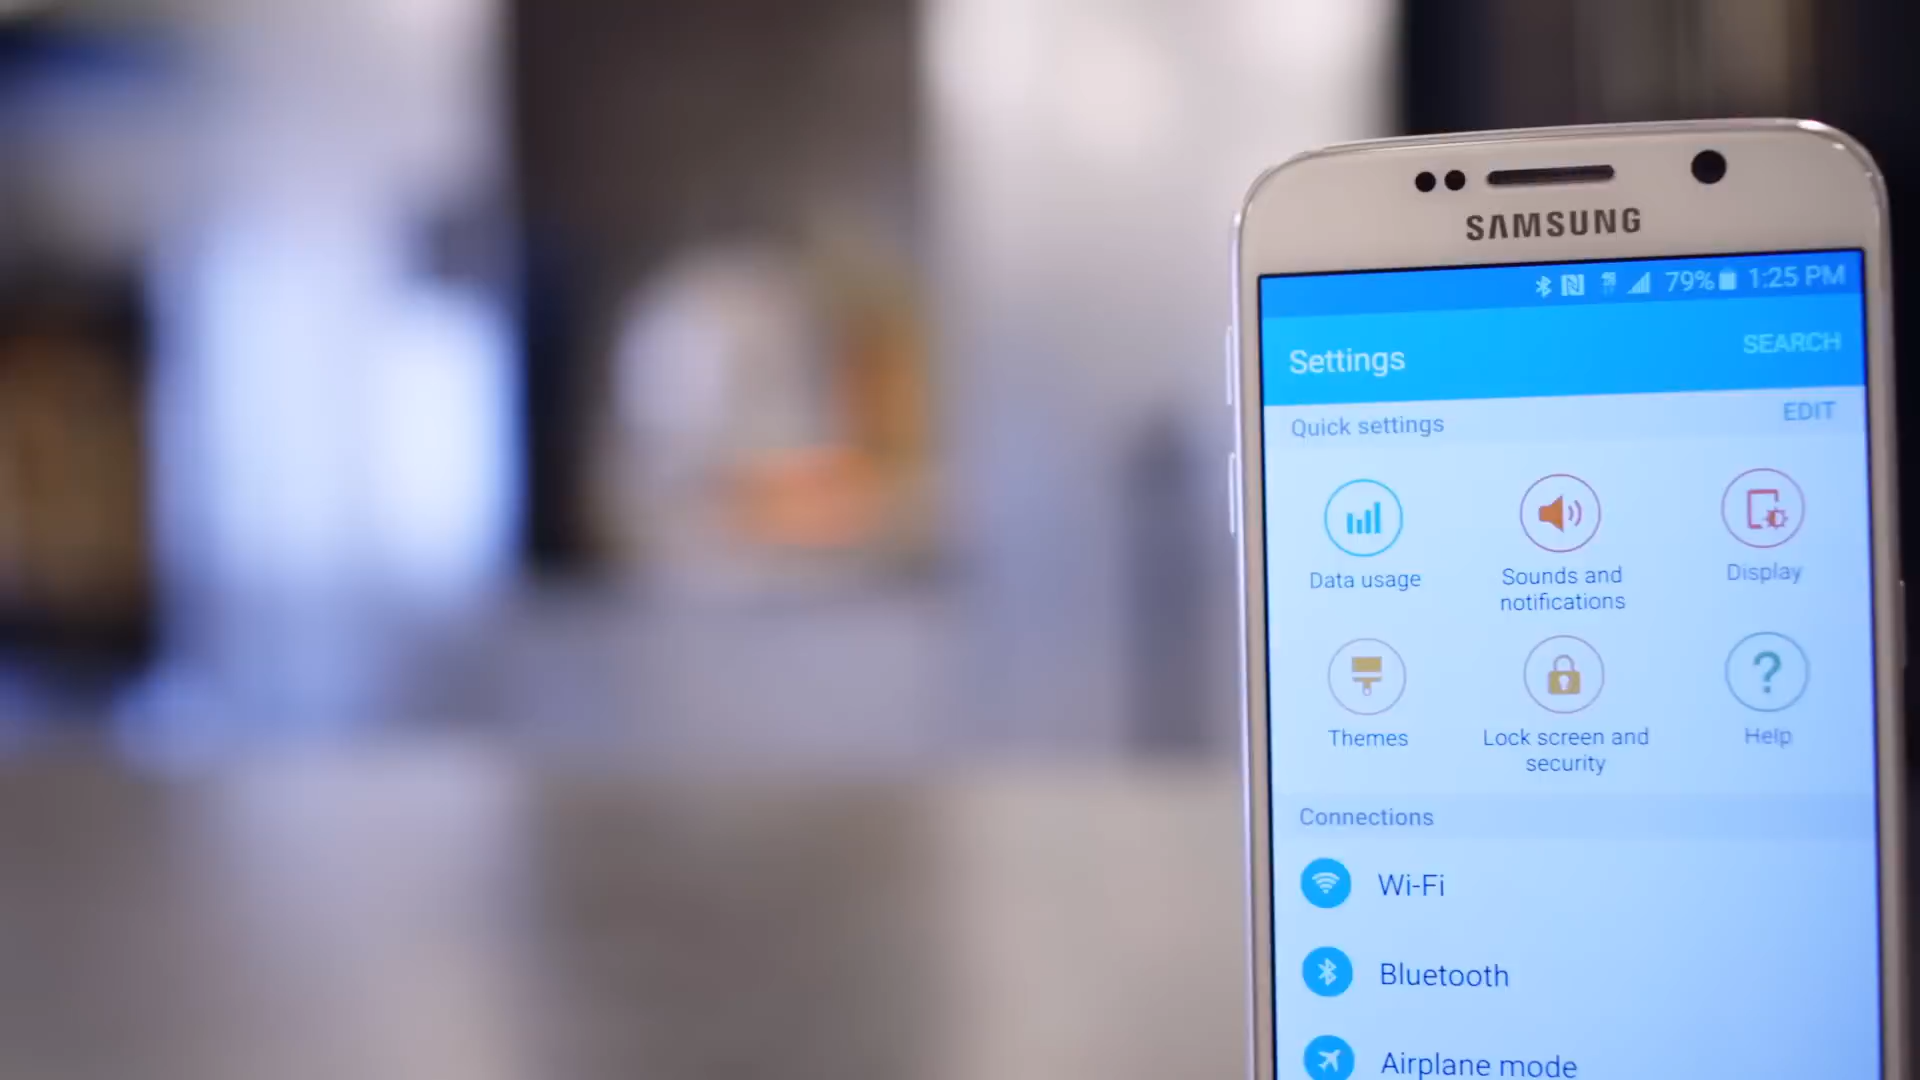 SAMSUNG
79% 1:25 PM
Settings
SEARCH
Quick settings
EDIT
Data usage
Sounds and
notifications
Display
Themes
Lock screen and
security
Help
Connections
Wi-Fi
Bluetooth
Airplane mode